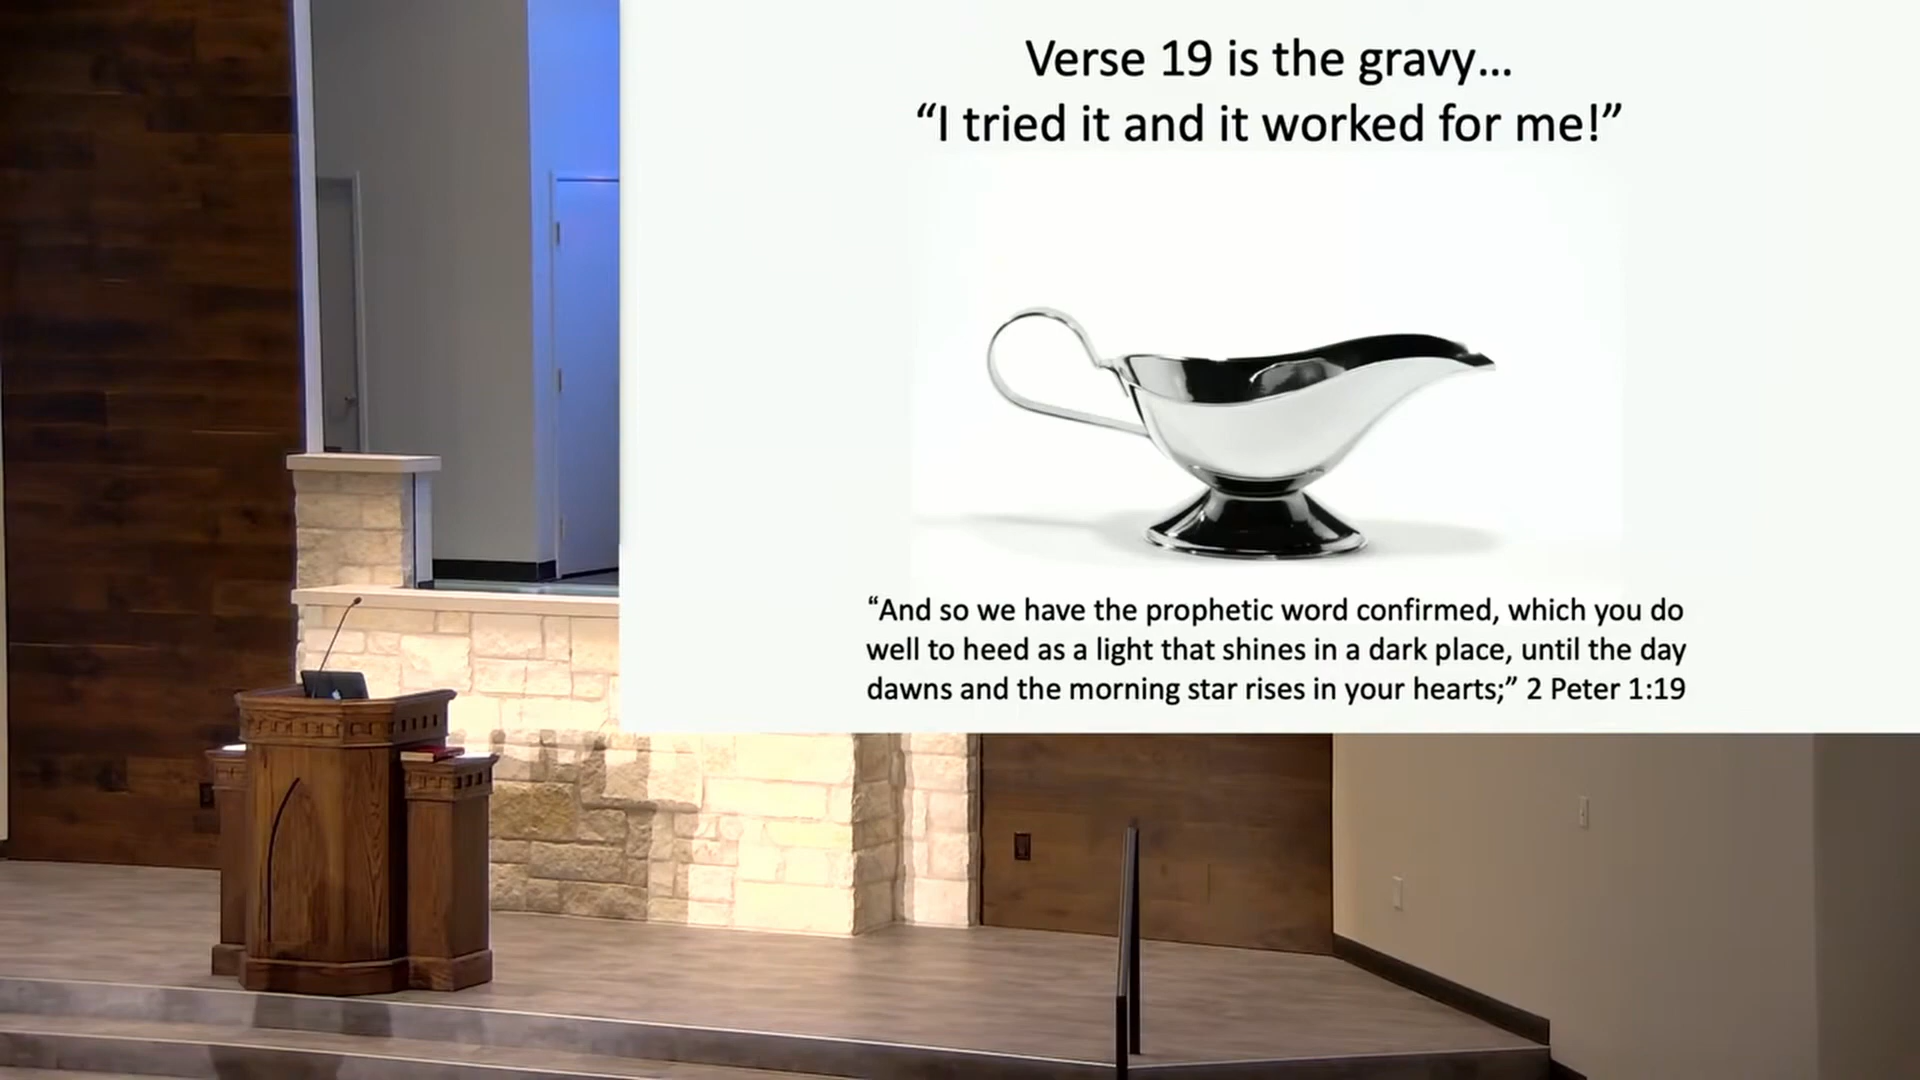 Verse 19 is the gravy...
“I tried it and it worked for me!”
“And so we have the prophetic word confirmed, which you do
well to heed as a light that shines in a dark place, until the day
dawns and the morning star rises in your hearts;” 2 Peter 1:19